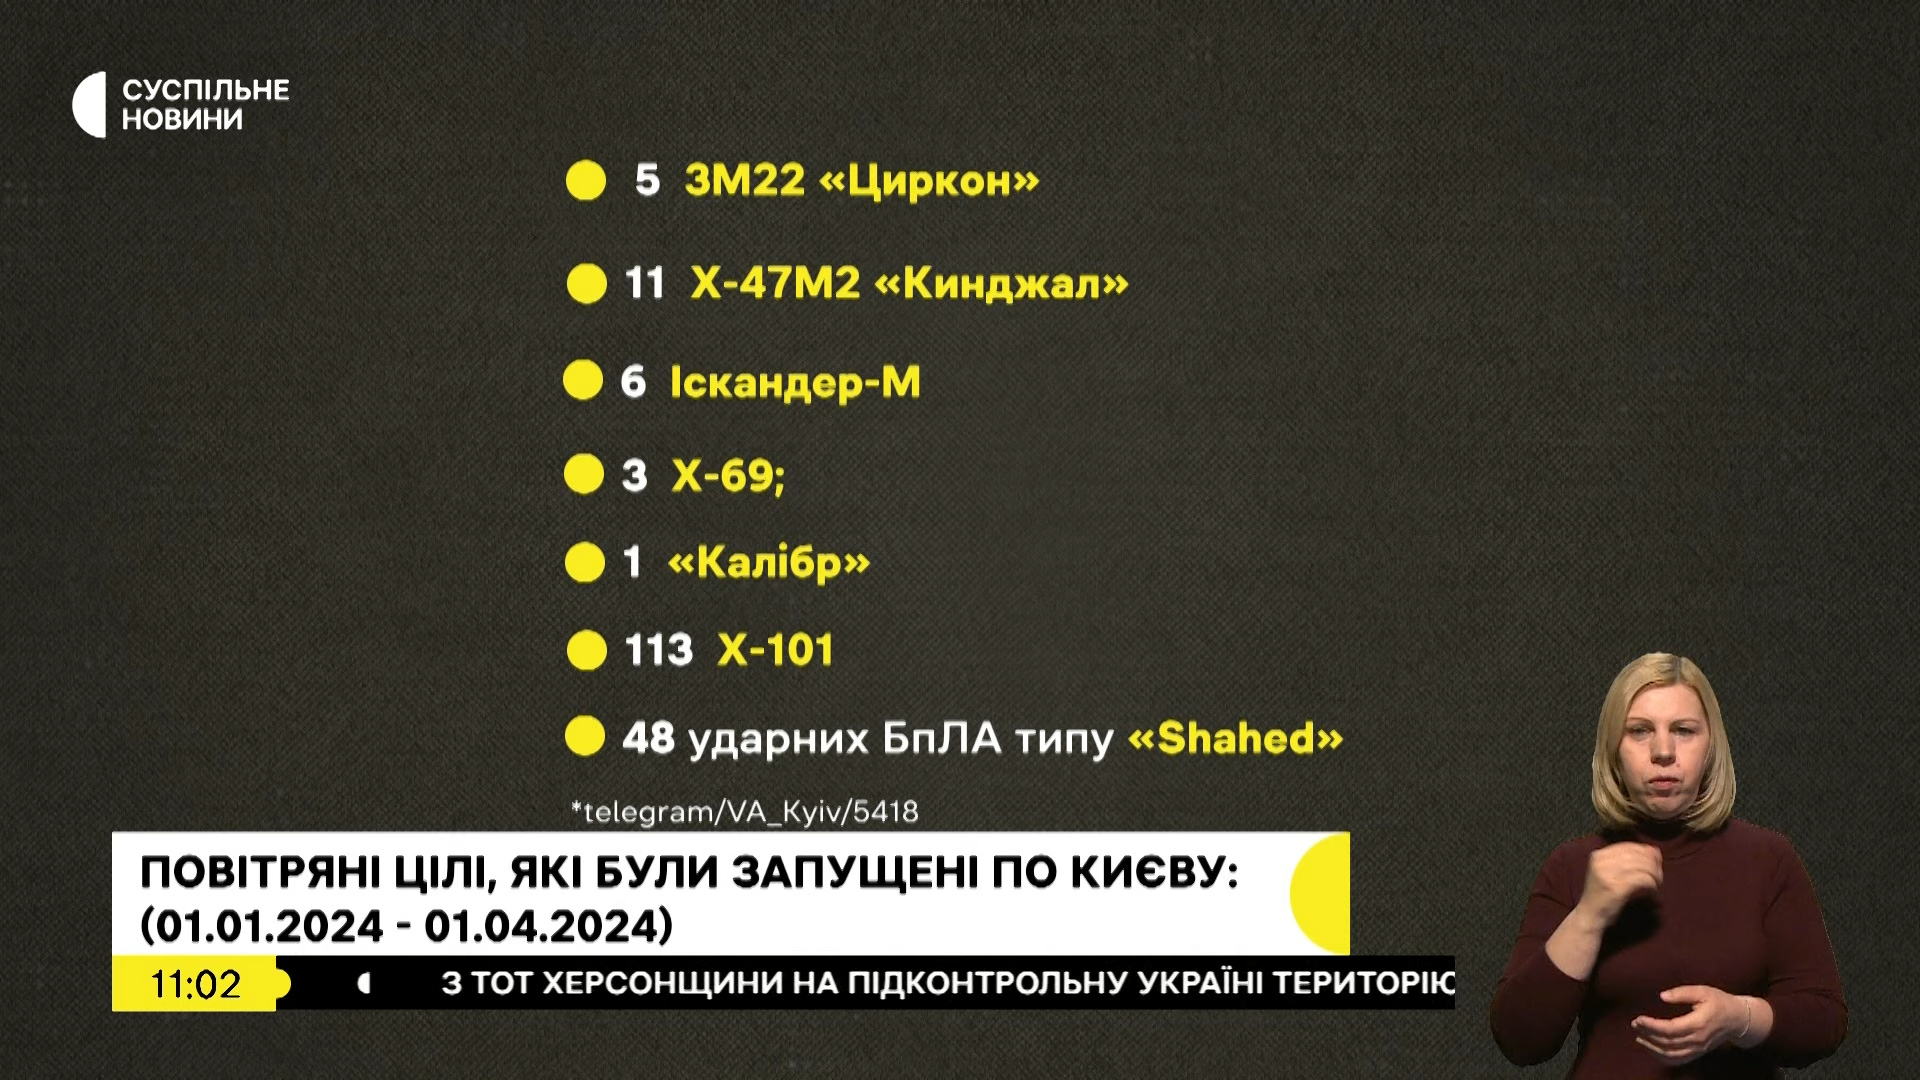 СУСПІЛЬНЕ
НОВИНИ
5 3М22 «Циркон»
11 Х-47М2 «Кинджал»
6 Іскандер-М
3 Х-69;
1 «Калібр»
113 Х-101
48 ударних БпЛА типу «Shahed»
*telegram/VA_Kyiv/5418
ПОВІТРЯНІ ЦІЛІ, ЯКІ БУЛИ ЗАПУЩЕНІ ПО КИЄВУ:
(01.01.2024 - 01.04.2024)
11:02 З ТОТ ХЕРСОНЩИНИ НА ПІДКОНТРОЛЬНУ УКРАЇНІ ТЕРИТОРІЮ